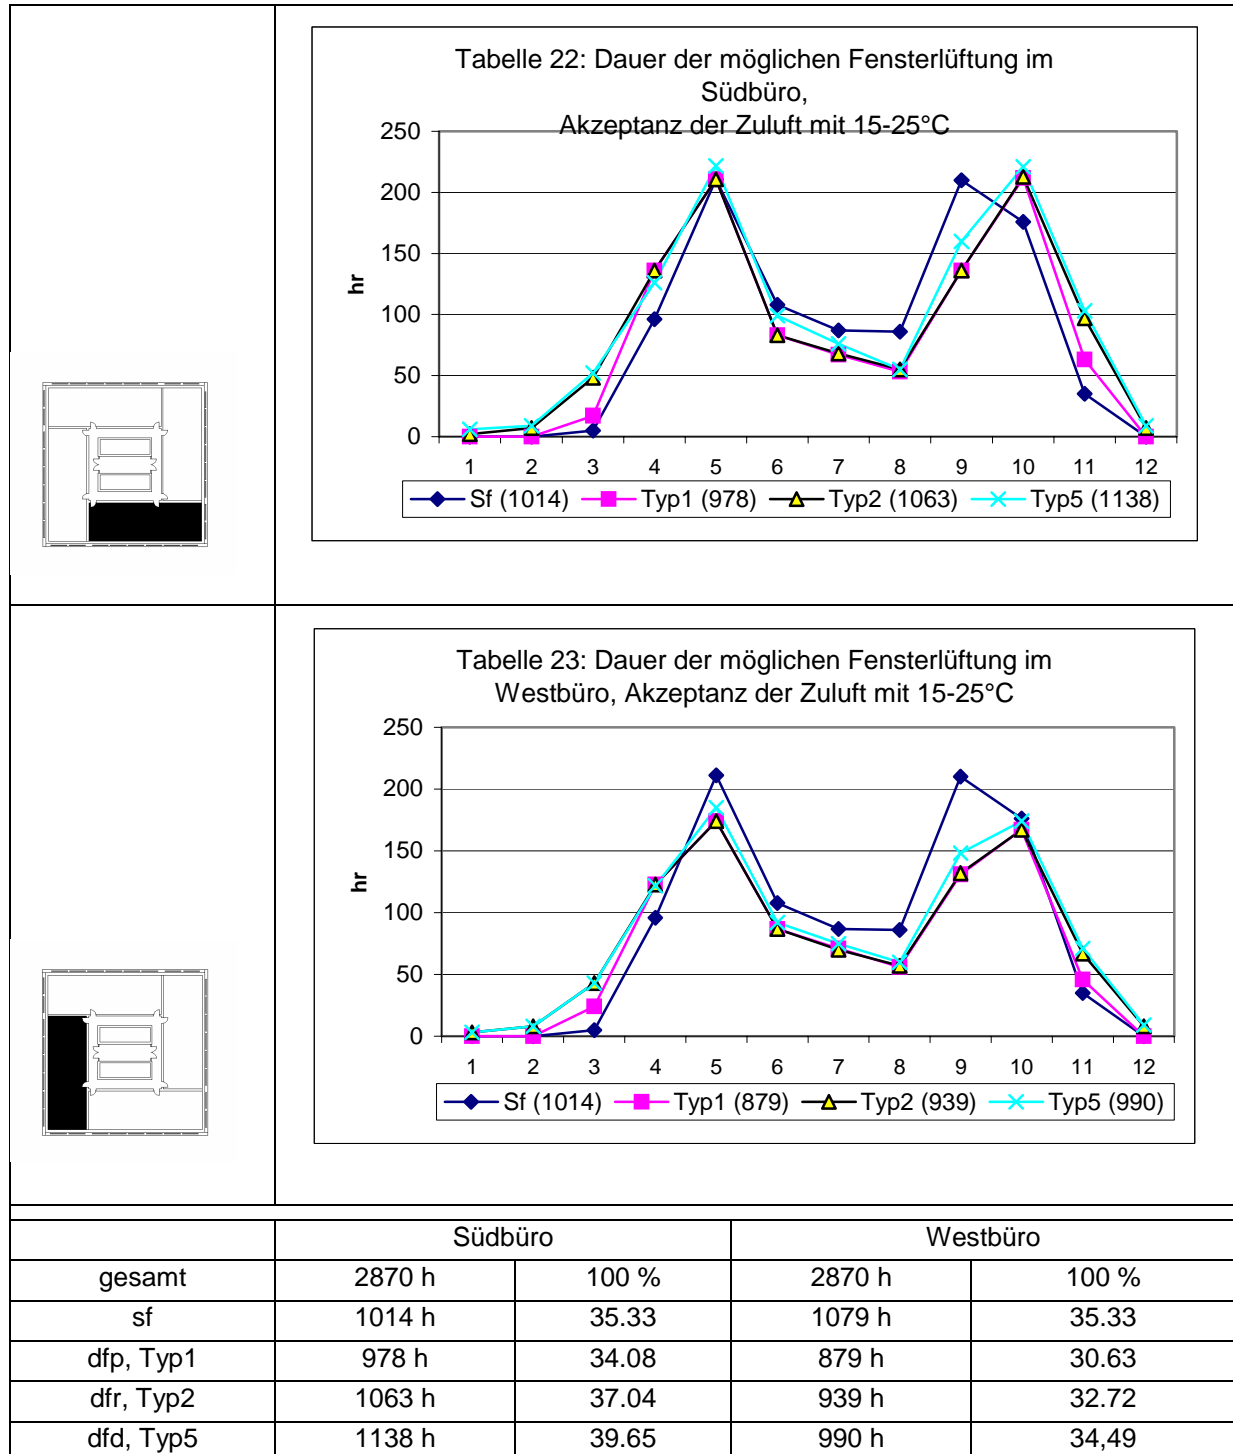 Tabelle 22: Dauer der möglichen Fensterlüftung im
Südbüro,
Akzeptanz der Zuluft mit 15-25°C
250
200
150
100
50
0
hr
1 2 3 4 5 6 7 8 9 10 11 12
Sf (1014) Typ1 (978) Typ2 (1063) Typ5 (1138)
Tabelle 23: Dauer der möglichen Fensterlüftung im
Westbüro, Akzeptanz der Zuluft mit 15-25°C
250
200
150
100
50
0
hr
1 2 3 4 5 6 7 8 9 10 11 12
Sf (1014) Typ1 (879) Typ2 (939) Typ5 (990)
Südbüro Westbüro
gesamt 2870 h 100 % 2870 h 100 %
sf 1014 h 35.33 1079 h 35.33
dfp, Typ1 978 h 34.08 879 h 30.63
dfr, Typ2 1063 h 37.04 939 h 32.72
dfd, Typ5 1138 h 39.65 990 h 34,49